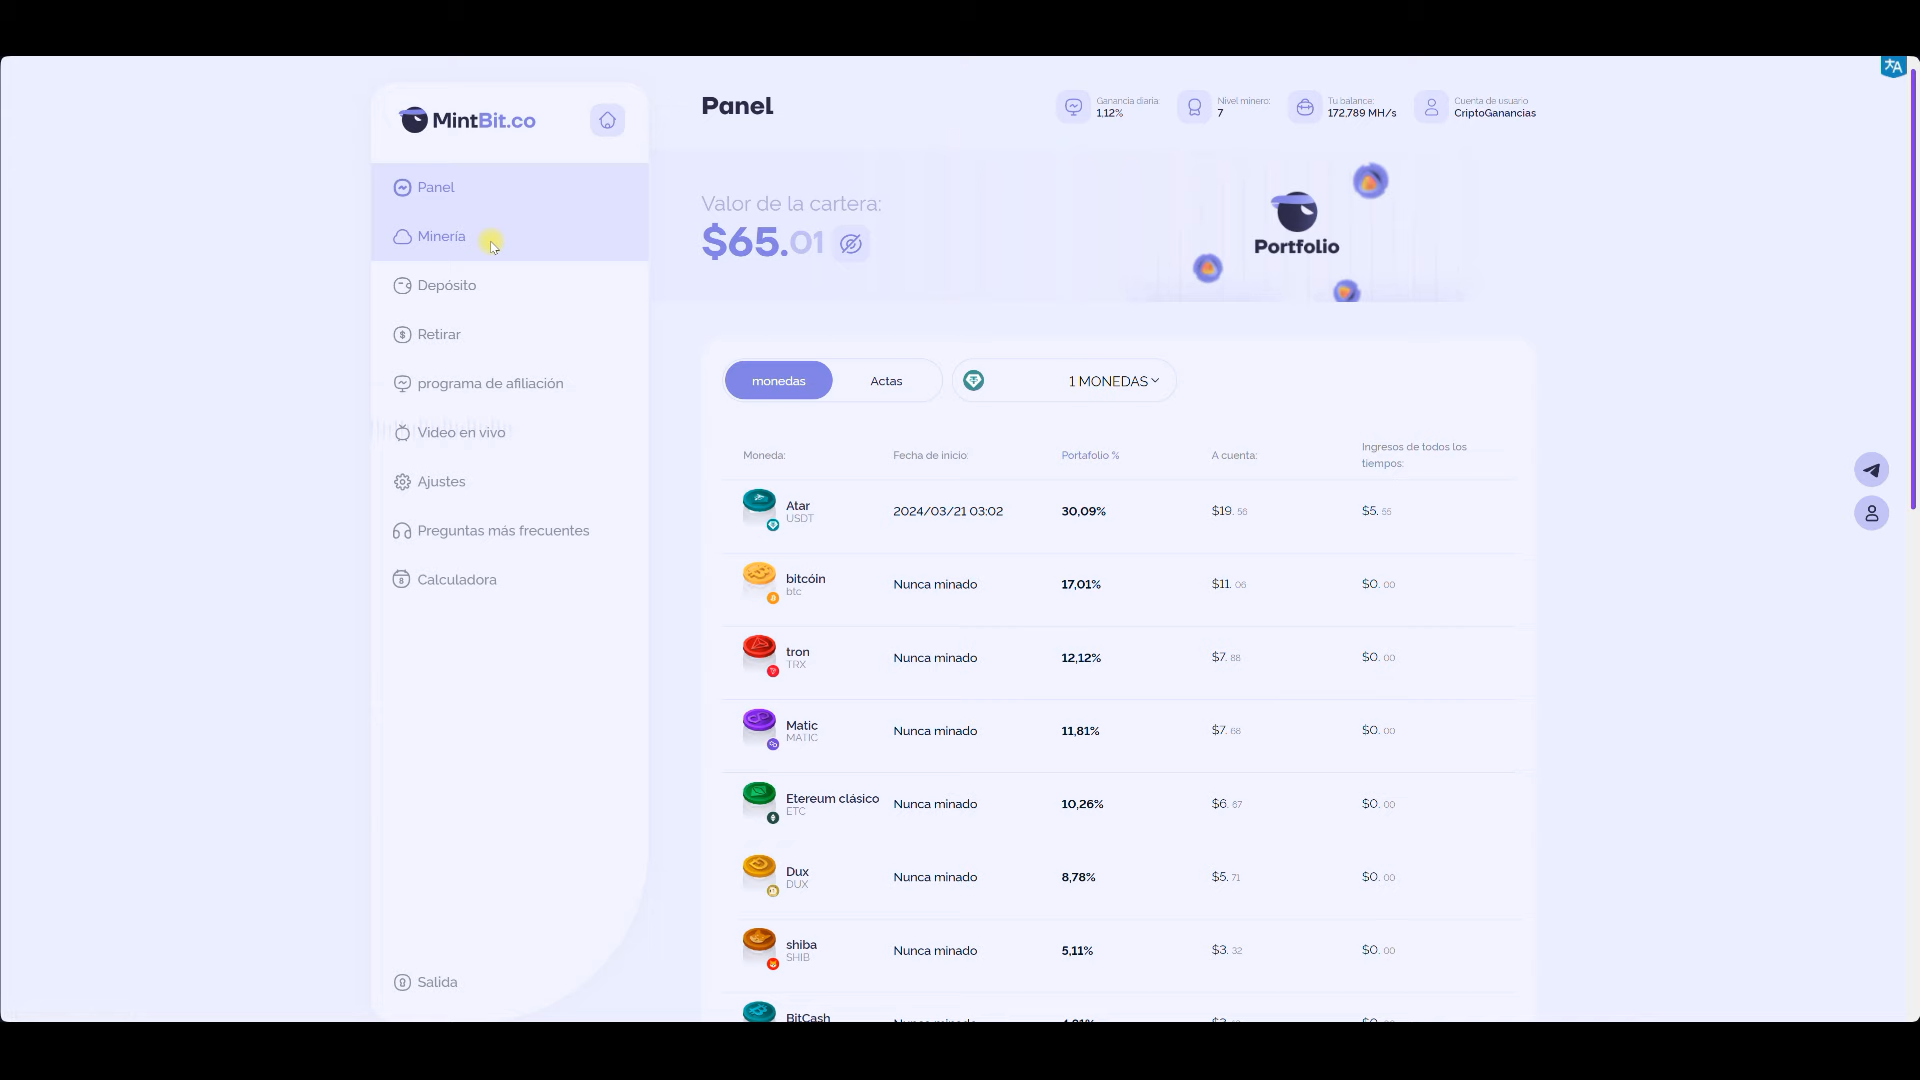 MintBit.co
Panel
Minería
Depósito
Retirar
programa de afiliación
Video en vivo
Ajustes
Preguntas más frecuentes
Calculadora
Salida
Panel
Ganancia diaria:
1,12%
Nivel minero:
7
Tu balance:
172,789 MH/s
Cuenta de usuario
CriptoGanancias
Valor de la cartera:
$65.01
Portfolio
monedas
Actas
1 MONEDAS
Moneda: Fecha de inicio: Portafolio % A cuenta: Ingresos de todos los
tiempos:
Atar
USDT
2024/03/21 03:02 30,09% $19. 56 $5. 55
bitcóin
btc
Nunca minado 17,01% $11. 06 $0. 00
tron
TRX
Nunca minado 12,12% $7. 88 $0. 00
Matic
MATIC
Nunca minado 11,81% $7. 68 $0. 00
Etereum clásico
ETC
Nunca minado 10,26% $6. 67 $0. 00
Dux
DUX
Nunca minado 8,78% $5. 71 $0. 00
shiba
SHIB
Nunca minado 5,11% $3. 32 $0. 00
BitCash